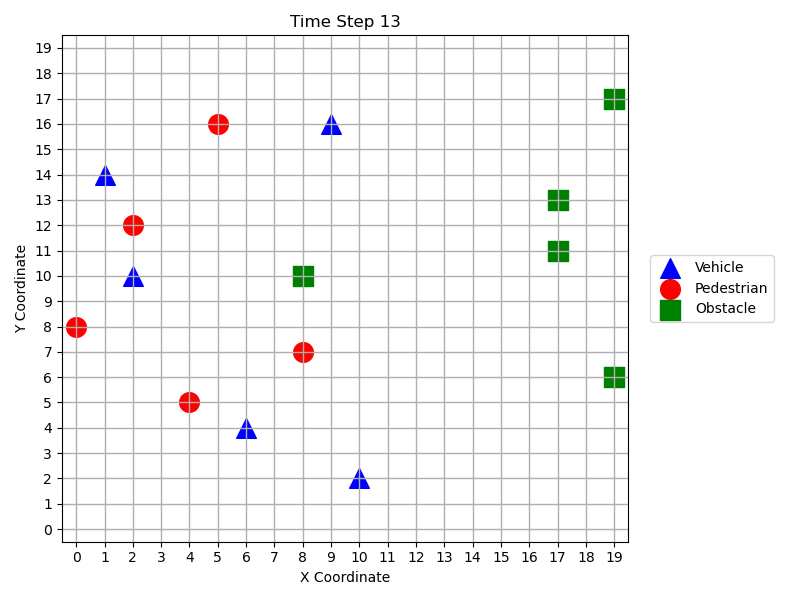 Time Step 13
19
18
17
16
15
14
13
12
11
10
9
8
7
6
5
4
3
2
1
0
Y Coordinate
0 1 2 3 4 5 6 7 8 9 10 11 12 13 14 15 16 17 18 19
X Coordinate
Vehicle
Pedestrian
Obstacle